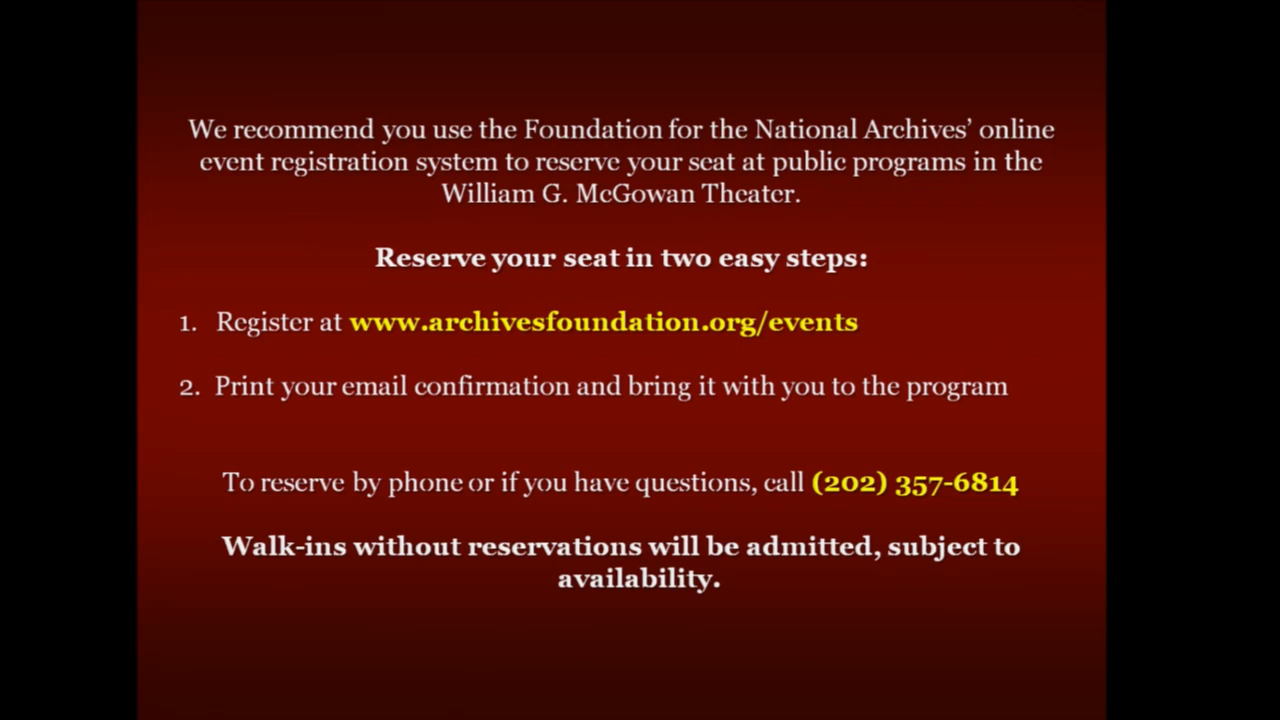 We recommend you use the Foundation for the National Archives’ online
event registration system to reserve your seat at public programs in the
William G. McGowan Theater.
Reserve your seat in two easy steps:
1. Register at www.archivesfoundation.org/events
2. Print your email confirmation and bring it with you to the program
To reserve by phone or if you have questions, call (202) 357-6814
Walk-ins without reservations will be admitted, subject to
availability.